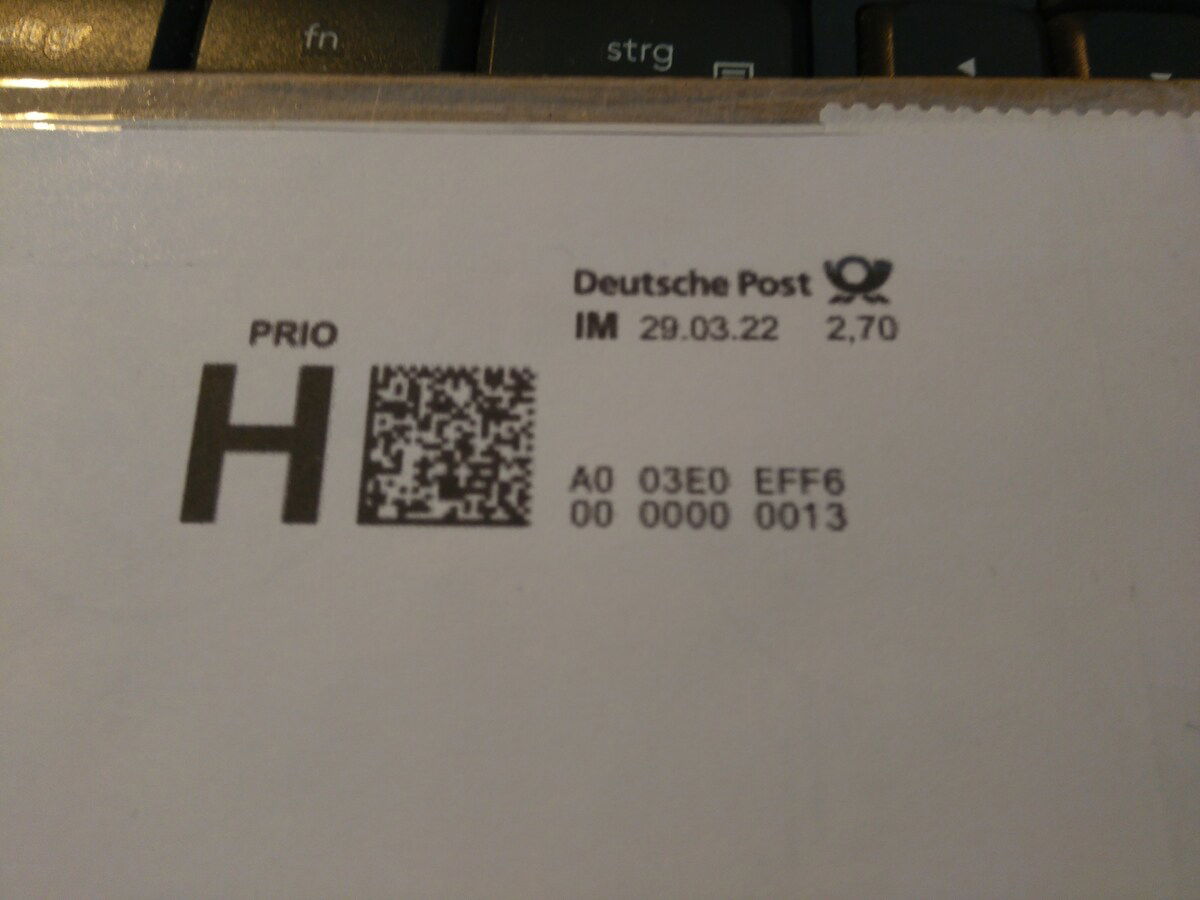 fn
strg
Deutsche Post
IM 29.03.22 2,70
PRIO
H
A0 03E0 EFF6
00 0000 0013